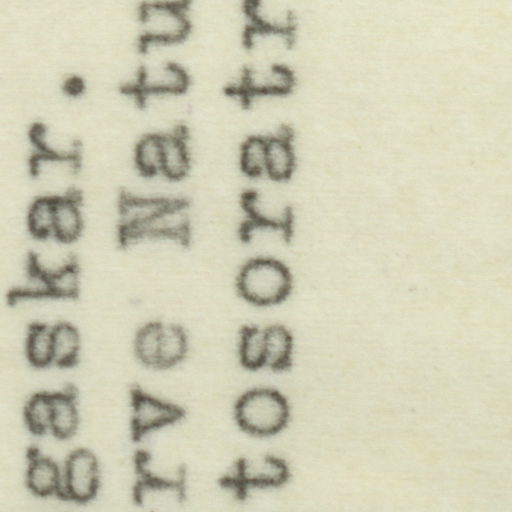 gaskar.
rve Natu
tosoratr